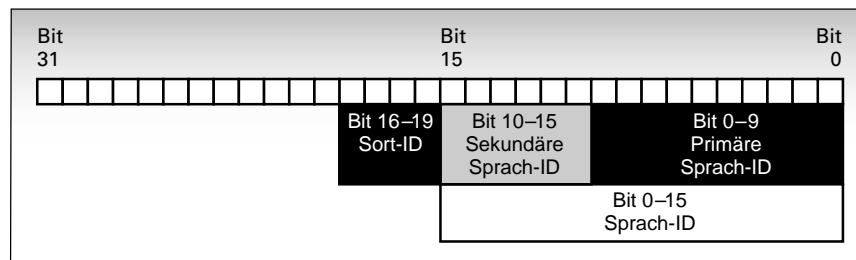 Bit Bit Bit
31 15 0
Bit 16–19 Bit 10–15 Bit 0–9
Sort-ID Sekundäre Primäre
Sprach-ID Sprach-ID
Bit 0–15
Sprach-ID